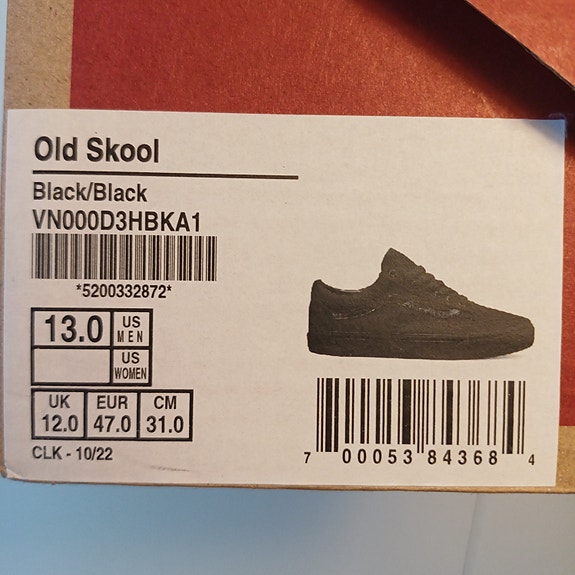 Old Skool
Black/Black
VN000D3HBKA1
*5200332872*
13.0 US MEN
US WOMEN
UK EUR CM
12.0 47.0 31.0
CLK - 10/22
7 00053 84368 4